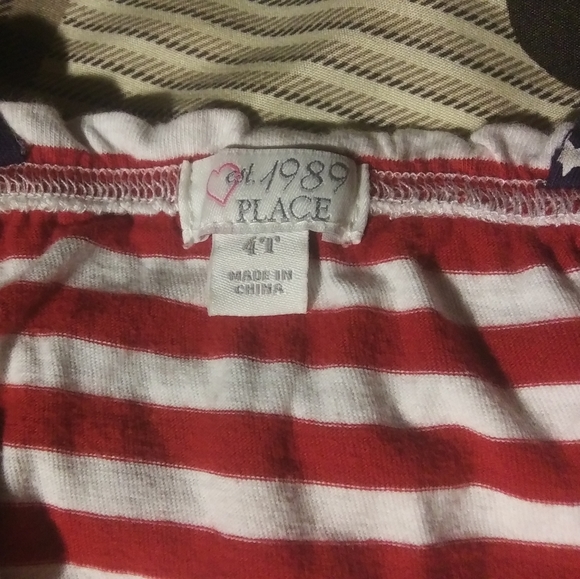 est. 1989
PLACE
4T
MADE IN
CHINA